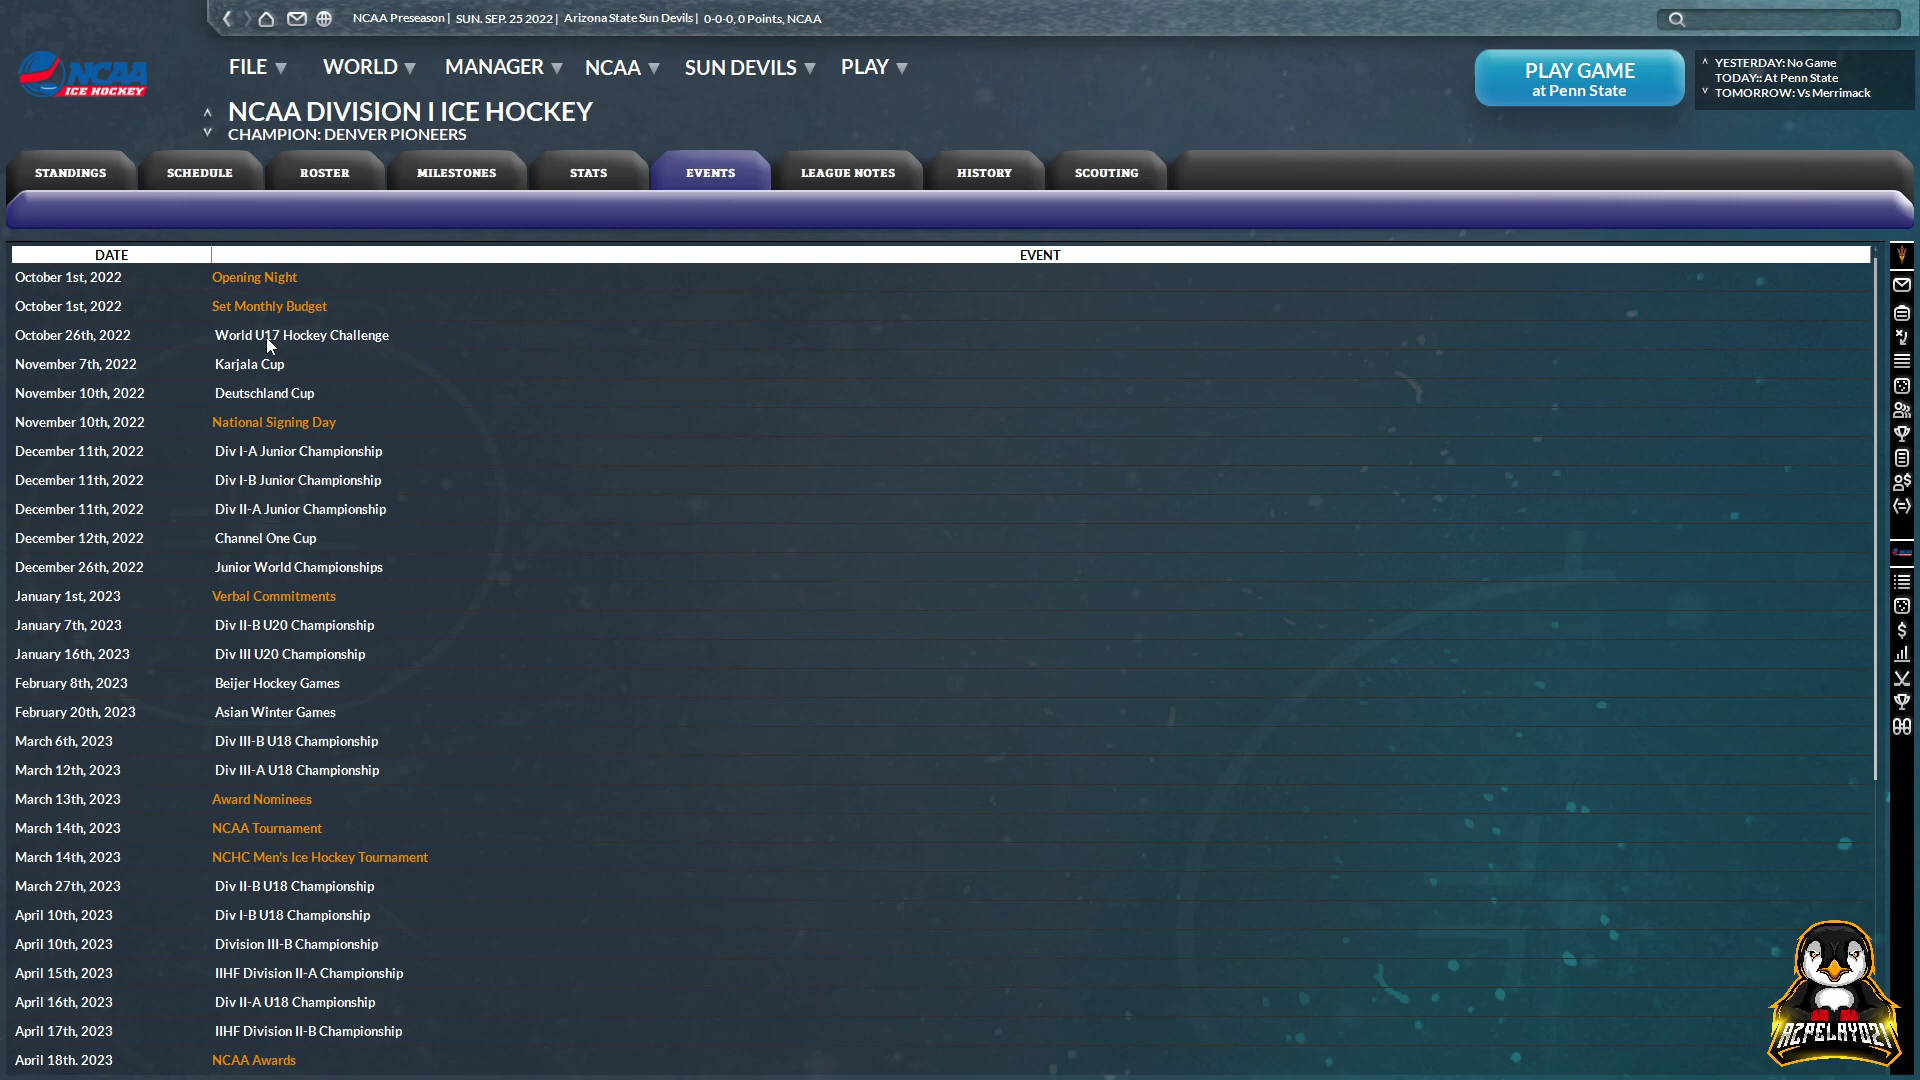 NCAA Preseason | SUN. SEP. 25 2022 | Arizona State Sun Devils | 0-0-0, 0 Points, NCAA
NCAA
ICE HOCKEY
FILE WORLD MANAGER NCAA SUN DEVILS PLAY
PLAY GAME
at Penn State
YESTERDAY: No Game
TODAY:: At Penn State
TOMORROW: Vs Merrimack
NCAA DIVISION I ICE HOCKEY
CHAMPION: DENVER PIONEERS
STANDINGS SCHEDULE ROSTER MILESTONES STATS EVENTS LEAGUE NOTES HISTORY SCOUTING
DATE EVENT
October 1st, 2022 Opening Night
October 1st, 2022 Set Monthly Budget
October 26th, 2022 World U17 Hockey Challenge
November 7th, 2022 Karjala Cup
November 10th, 2022 Deutschland Cup
November 10th, 2022 National Signing Day
December 11th, 2022 Div I-A Junior Championship
December 11th, 2022 Div I-B Junior Championship
December 11th, 2022 Div II-A Junior Championship
December 12th, 2022 Channel One Cup
December 26th, 2022 Junior World Championships
January 1st, 2023 Verbal Commitments
January 7th, 2023 Div II-B U20 Championship
January 16th, 2023 Div III U20 Championship
February 8th, 2023 Beijer Hockey Games
February 20th, 2023 Asian Winter Games
March 6th, 2023 Div III-B U18 Championship
March 12th, 2023 Div III-A U18 Championship
March 13th, 2023 Award Nominees
March 14th, 2023 NCAA Tournament
March 14th, 2023 NCHC Men's Ice Hockey Tournament
March 27th, 2023 Div II-B U18 Championship
April 10th, 2023 Div I-B U18 Championship
April 10th, 2023 Division III-B Championship
April 15th, 2023 IIHF Division II-A Championship
April 16th, 2023 Div II-A U18 Championship
April 17th, 2023 IIHF Division II-B Championship
April 18th, 2023 NCAA Awards
AZPELAYO21